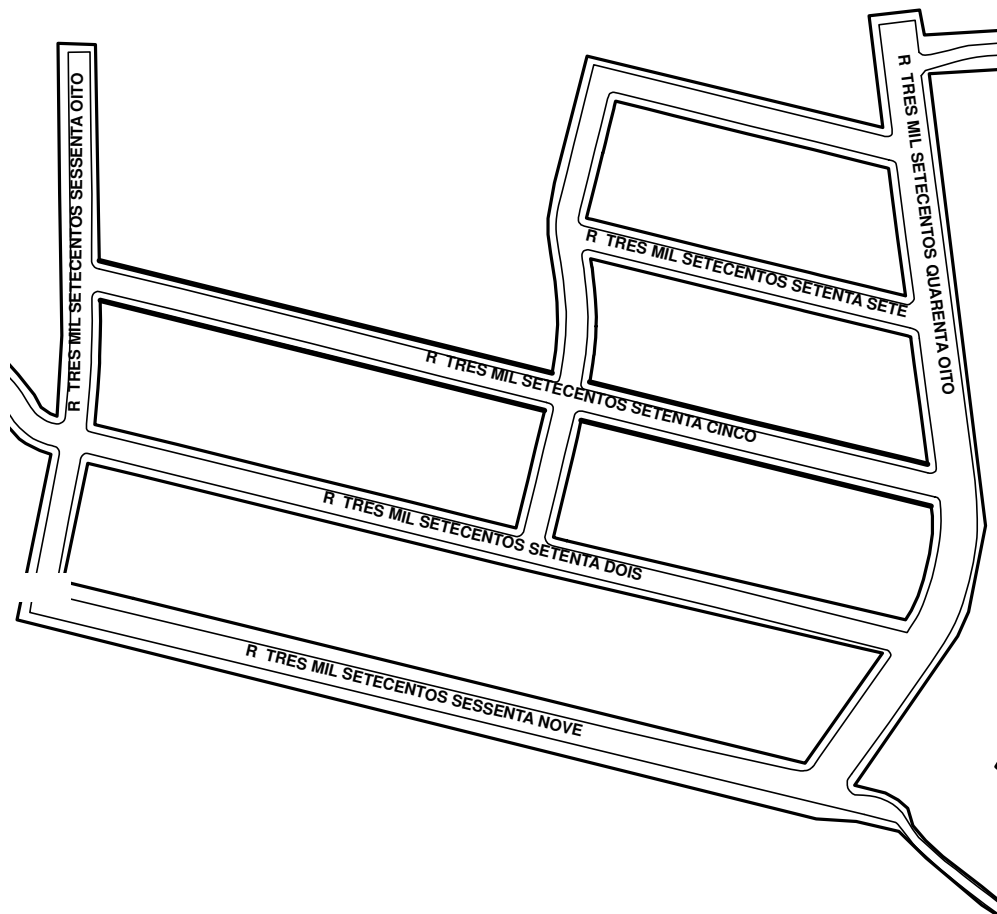 R TRES MIL SETECENTOS SESSENTA OITO
R TRES MIL SETECENTOS QUARENTA OITO
R TRES MIL SETECENTOS SETENTA SETE
R TRES MIL SETECENTOS SETENTA CINCO
R TRES MIL SETECENTOS SETENTA DOIS
R TRES MIL SETECENTOS SESSENTA NOVE